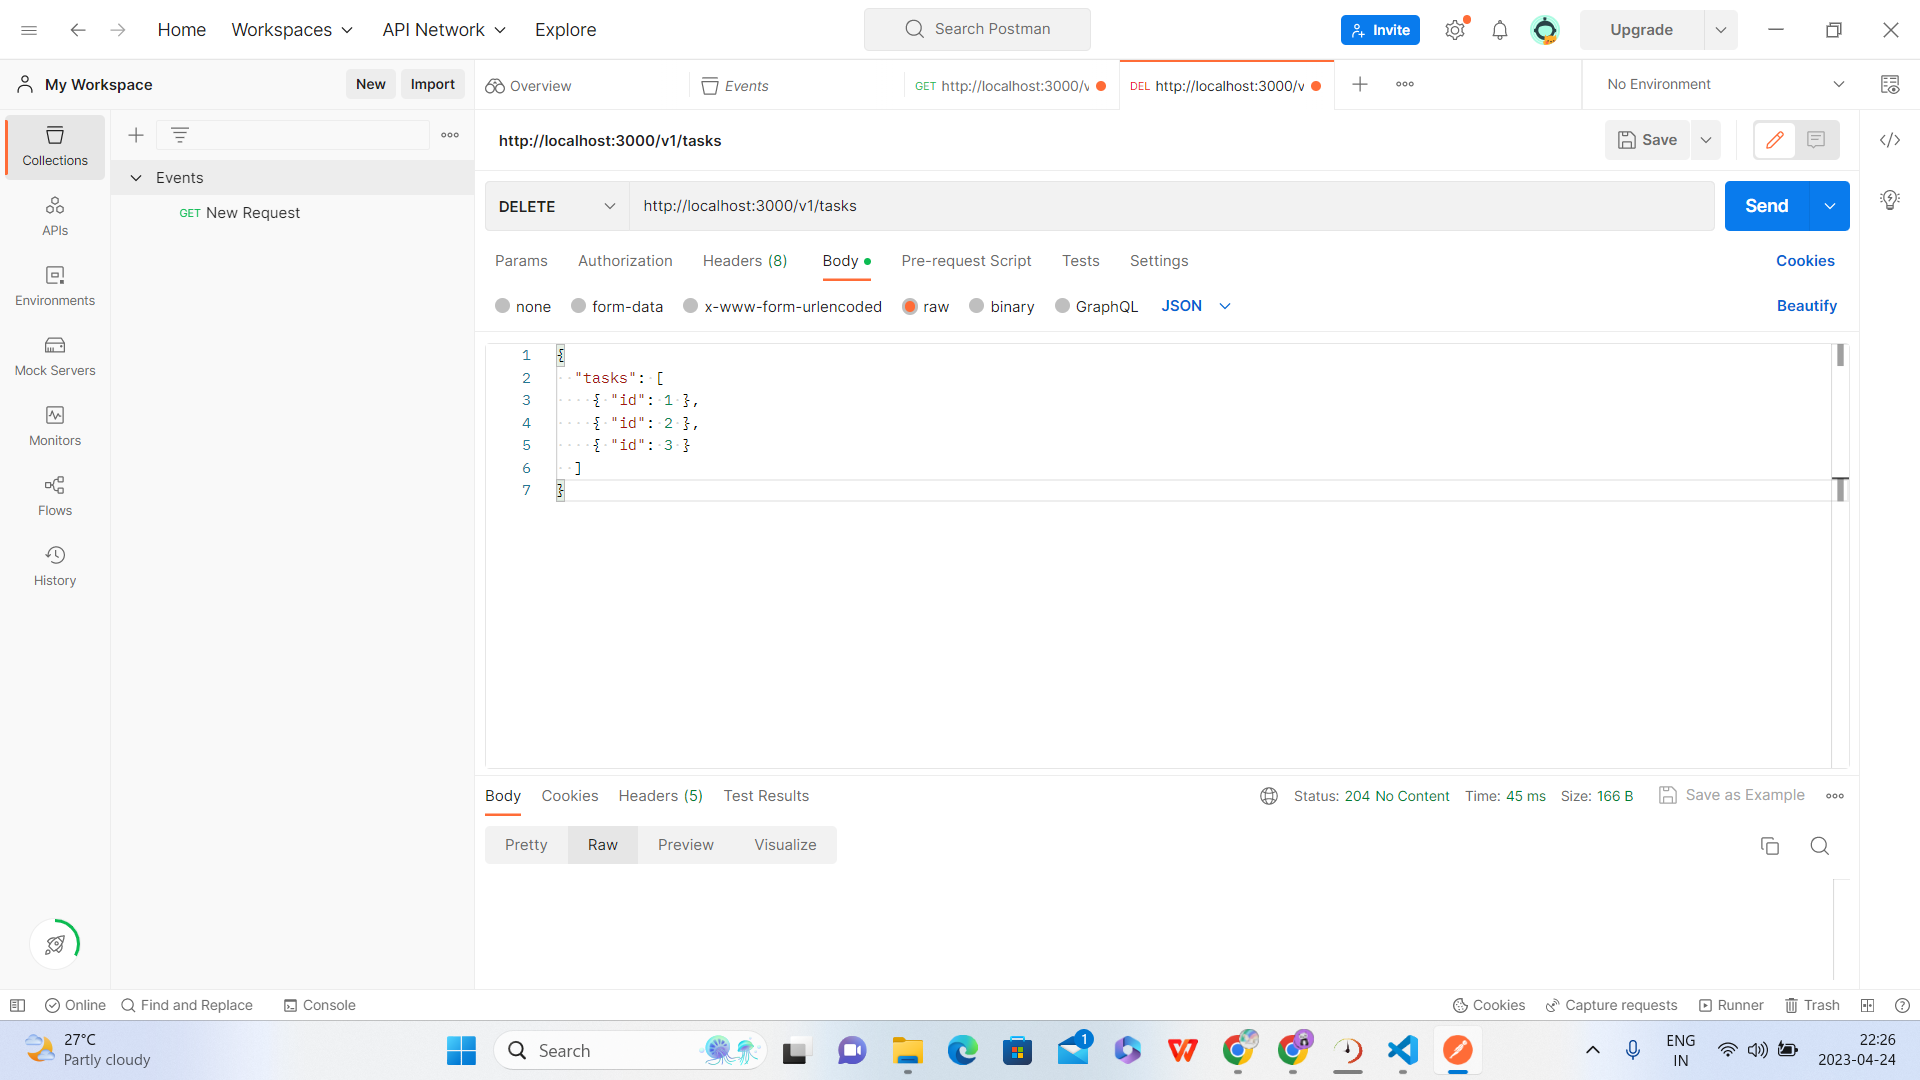 Home Workspaces API Network Explore
Search Postman
Invite
Upgrade
My Workspace New Import
Overview Events GET http://localhost:3000/v DEL http://localhost:3000/v
No Environment
Collections
APIs
Environments
Mock Servers
Monitors
Flows
History
Events
GET New Request
http://localhost:3000/v1/tasks
Save
DELETE http://localhost:3000/v1/tasks Send
Params Authorization Headers (8) Body Pre-request Script Tests Settings Cookies
none form-data x-www-form-urlencoded raw binary GraphQL JSON Beautify
1 {
2 "tasks": [
3 { "id": 1 },
4 { "id": 2 },
5 { "id": 3 }
6 ]
7 }
Body Cookies Headers (5) Test Results Status: 204 No Content Time: 45 ms Size: 166 B Save as Example
Pretty Raw Preview Visualize
Online Find and Replace Console Cookies Capture requests Runner Trash
27°C
Partly cloudy
Search
1
ENG
IN
22:26
2023-04-24